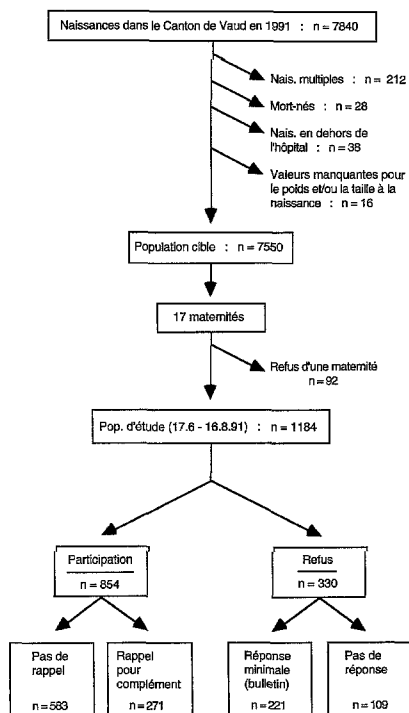 Naissances dans le Canton de Vaud en 1991 : n = 7840
Nais. multiples : n = 212
Mort-nés : n = 28
Nais. en dehors de
l'hôpital : n = 38
Valeurs manquantes pour
le poids et/ou la taille à la
naissance : n = 16
Population cible : n = 7550
17 maternités
Refus d'une maternité
n = 92
Pop. d'étude (17.6 - 16.8.91) : n = 1184
Participation
n = 854
Refus
n = 330
Pas de
rappel
n = 583
Rappel
pour
complément
n = 271
Réponse
minimale
(bulletin)
n = 221
Pas de
réponse
n = 109